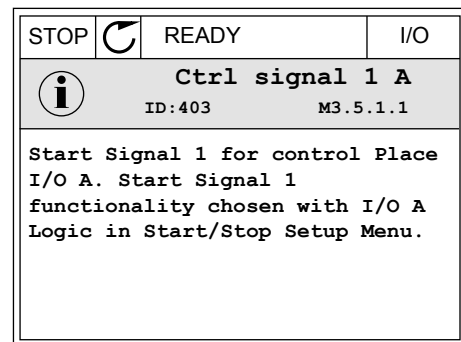 STOP READY I/O
Ctrl signal 1 A
ID:403 M3.5.1.1
Start Signal 1 for control Place
I/O A. Start Signal 1
functionality chosen with I/O A
Logic in Start/Stop Setup Menu.